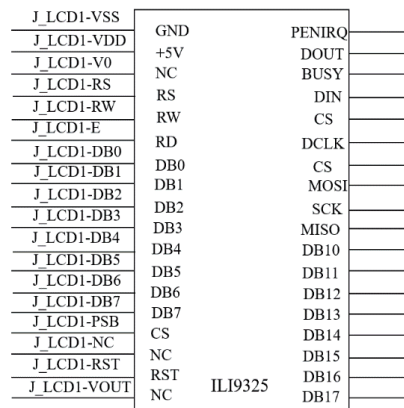 J_LCD1-VSS
J_LCD1-VDD
J_LCD1-V0
J_LCD1-RS
J_LCD1-RW
J_LCD1-E
J_LCD1-DB0
J_LCD1-DB1
J_LCD1-DB2
J_LCD1-DB3
J_LCD1-DB4
J_LCD1-DB5
J_LCD1-DB6
J_LCD1-DB7
J_LCD1-PSB
J_LCD1-NC
J_LCD1-RST
J_LCD1-VOUT
GND
+5V
NC
RS
RW
RD
DB0
DB1
DB2
DB3
DB4
DB5
DB6
DB7
CS
NC
RST
NC
ILI9325
PENIRQ
DOUT
BUSY
DIN
CS
DCLK
CS
MOSI
SCK
MISO
DB10
DB11
DB12
DB13
DB14
DB15
DB16
DB17